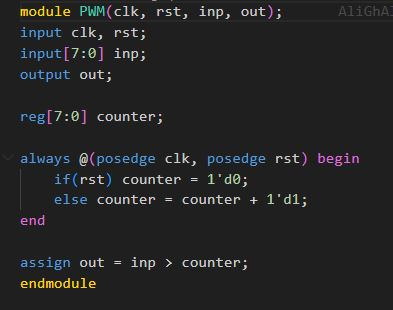 module PWM(clk, rst, inp, out); AliGhAl
input clk, rst;
input[7:0] inp;
output out;
reg[7:0] counter;
always @(posedge clk, posedge rst) begin
if(rst) counter = 1'd0;
else counter = counter + 1'd1;
end
assign out = inp > counter;
endmodule